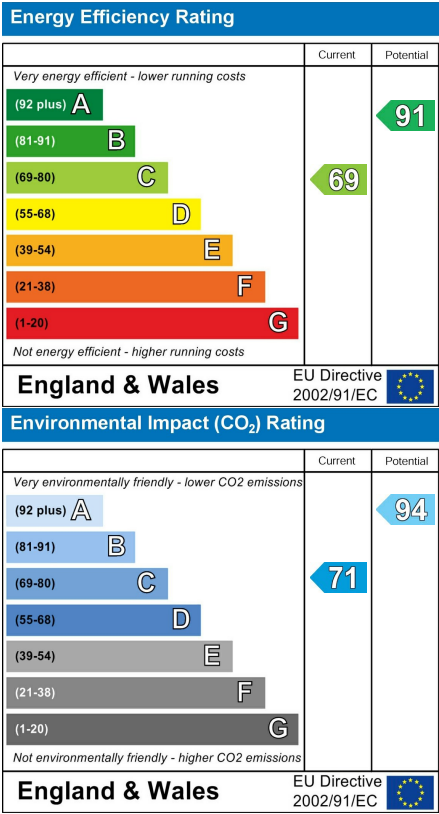 Energy Efficiency Rating
Current Potential
Very energy efficient - lower running costs
(92 plus) A
91
(81-91) B
(69-80) C
69
(55-68) D
(39-54) E
(21-38) F
(1-20) G
Not energy efficient - higher running costs
England & Wales
EU Directive
2002/91/EC
Environmental Impact (CO₂) Rating
Current Potential
Very environmentally friendly - lower CO2 emissions
(92 plus) A
94
(81-91) B
(69-80) C
71
(55-68) D
(39-54) E
(21-38) F
(1-20) G
Not environmentally friendly - higher CO2 emissions
England & Wales
EU Directive
2002/91/EC